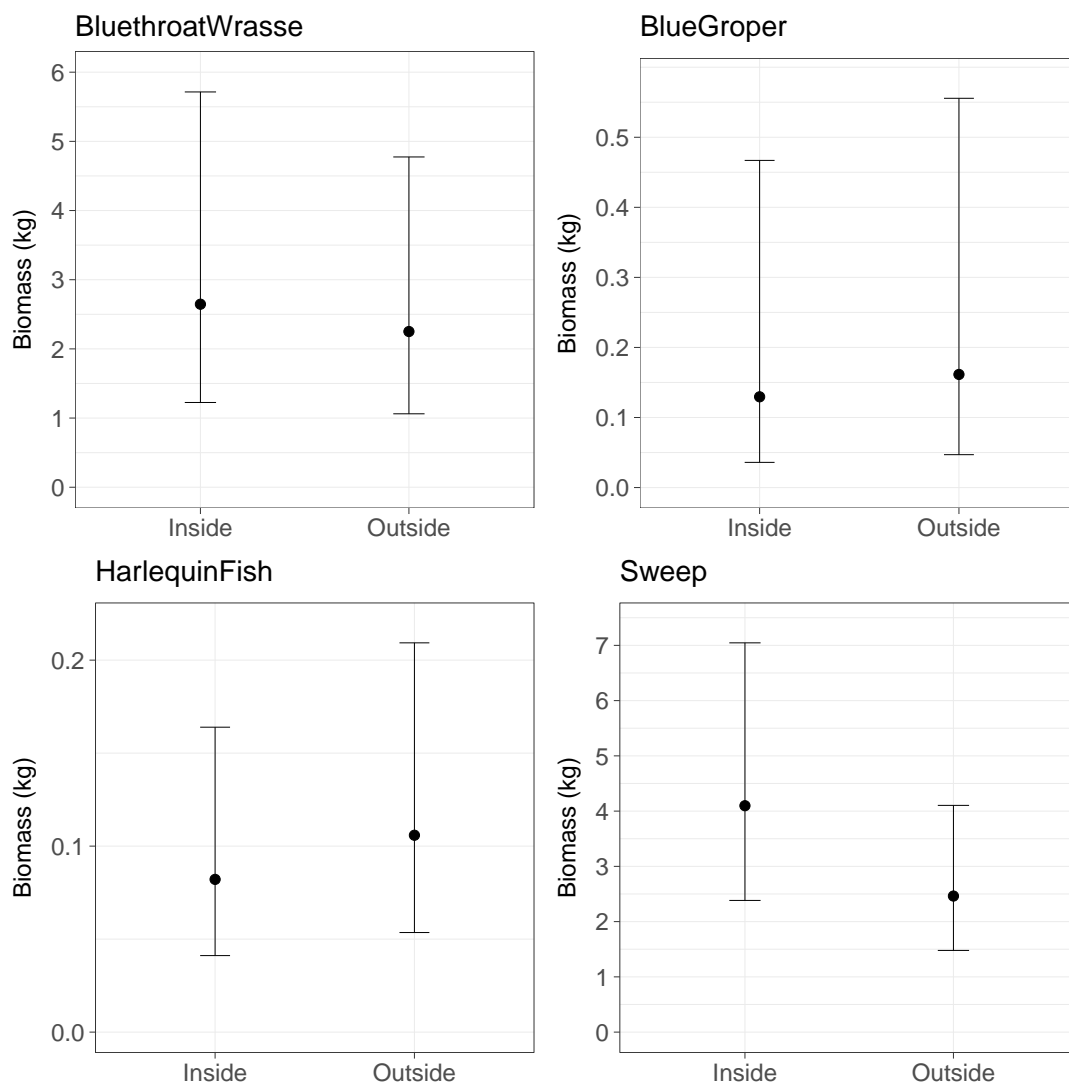 BluethroatWrasse
Biomass (kg)
6
5
4
3
2
1
0
Inside Outside
BlueGroper
Biomass (kg)
0.5
0.4
0.3
0.2
0.1
0.0
Inside Outside
HarlequinFish
Biomass (kg)
0.2
0.1
0.0
Inside Outside
Sweep
Biomass (kg)
7
6
5
4
3
2
1
0
Inside Outside